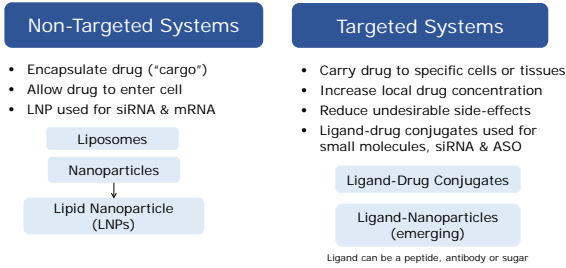 Non-Targeted Systems
• Encapsulate drug (“cargo”)
• Allow drug to enter cell
• LNP used for siRNA & mRNA
Liposomes
Nanoparticles
Lipid Nanoparticle
(LNPs)
Targeted Systems
• Carry drug to specific cells or tissues
• Increase local drug concentration
• Reduce undesirable side-effects
• Ligand-drug conjugates used for
small molecules, siRNA & ASO
Ligand-Drug Conjugates
Ligand-Nanoparticles
(emerging)
Ligand can be a peptide, antibody or sugar